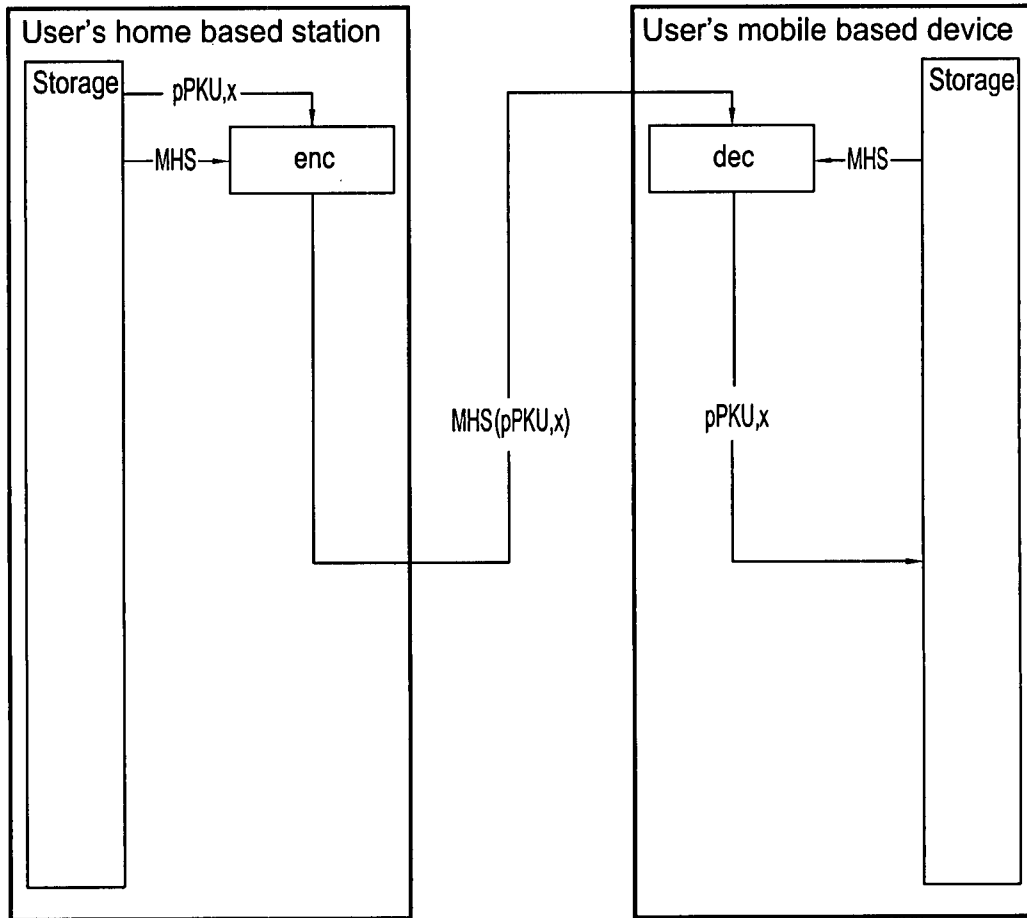 User's home based station
Storage
pPKU,x
MHS
enc
MHS(pPKU,x)
User's mobile based device
Storage
dec
MHS
pPKU,x